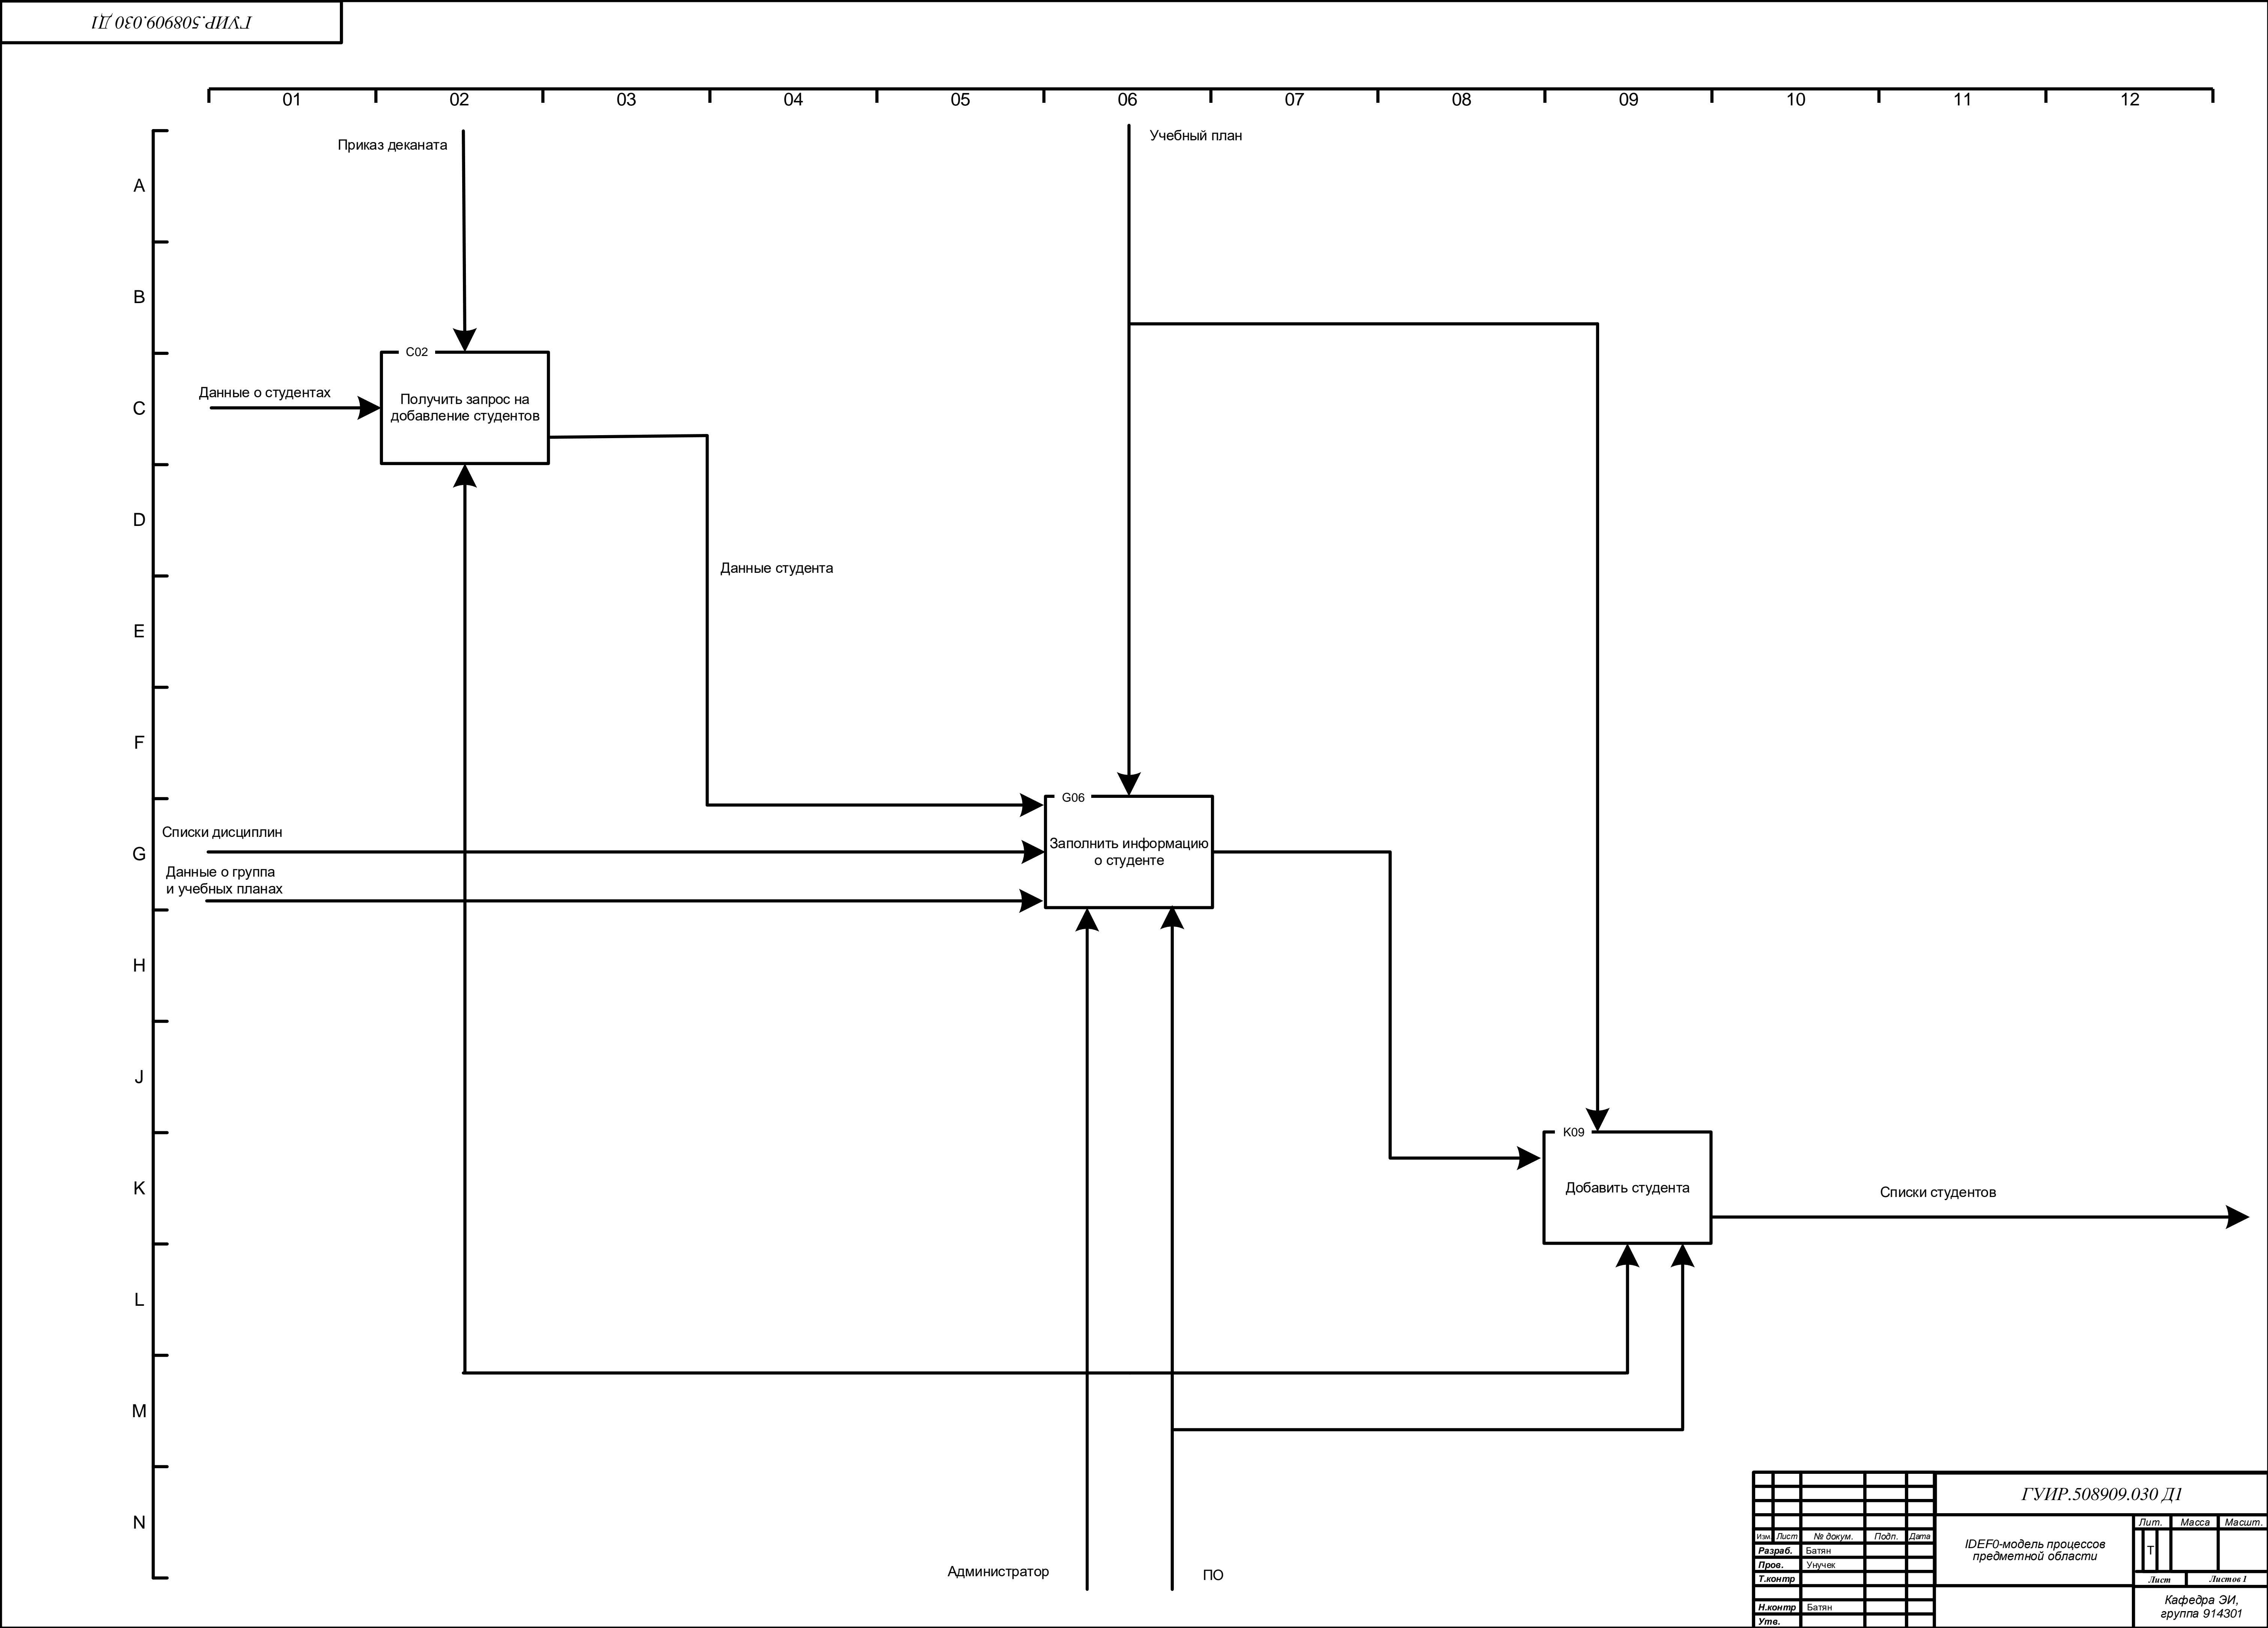 ГУИР.508909.030 Д1
01 02 03 04 05 06 07 08 09 10 11 12
Приказ деканата
Учебный план
A
B
C02
Данные о студентах
Получить запрос на
добавление студентов
C
D
Данные студента
E
F
G06
Списки дисциплин
Заполнить информацию
о студенте
G
Данные о группа
и учебных планах
H
J
K09
K
Добавить студента
Списки студентов
L
M
N
Администратор
ПО
ГУИР.508909.030 Д1
Изм. Лист № докум. Подп. Дата
Разраб. Батян
Пров. Унучек
Т.контр
Н.контр Батян
Утв.
IDEF0-модель процессов
предметной области
Лит. Масса Масшт.
Т
Лист Листов 1
Кафедра ЭИ,
группа 914301